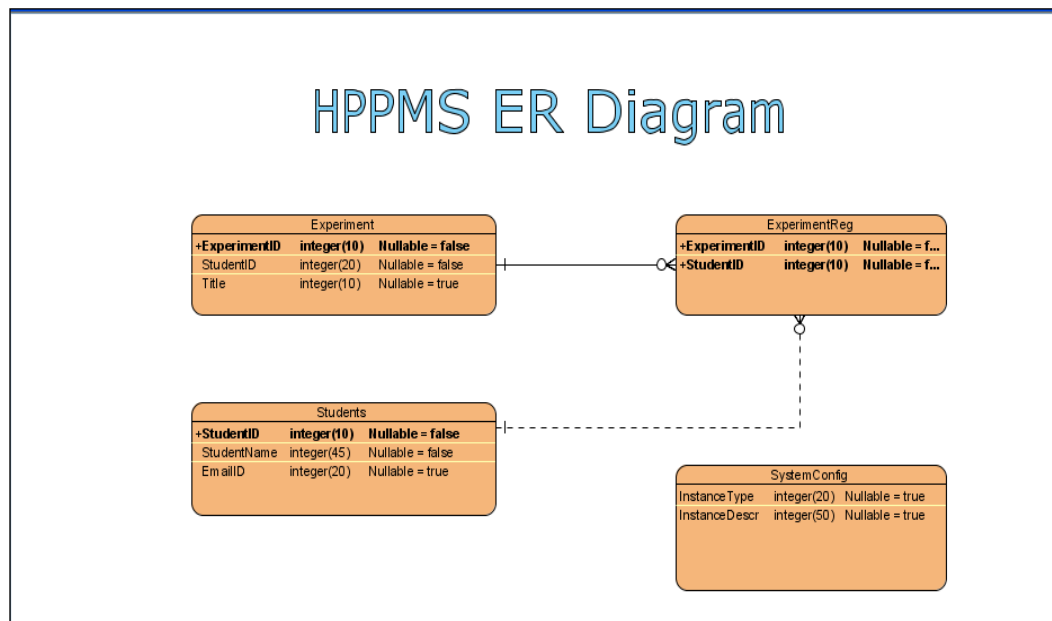 HPPMS ER Diagram
Experiment
+ExperimentID integer(10) Nullable = false
StudentID integer(20) Nullable = false
Title integer(10) Nullable = true
ExperimentReg
+ExperimentID integer(10) Nullable = f...
+StudentID integer(10) Nullable = f...
Students
+StudentID integer(10) Nullable = false
StudentName integer(45) Nullable = false
EmailID integer(20) Nullable = true
SystemConfig
InstanceType integer(20) Nullable = true
InstanceDescr integer(50) Nullable = true